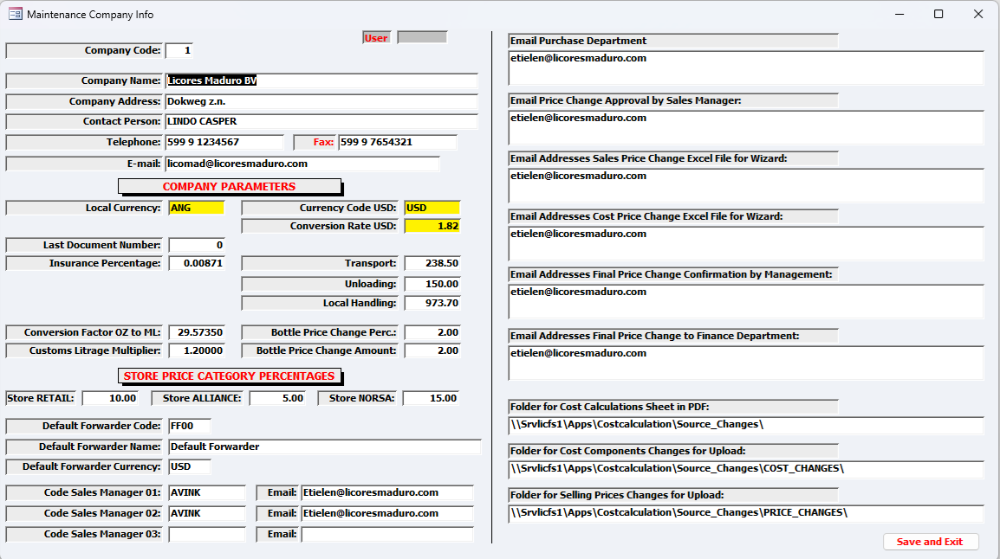 Maintenance Company Info
User
Company Code: 1
Company Name: Licores Maduro BV
Company Address: Dokweg z.n.
Contact Person: LINDO CASPER
Telephone: 599 9 1234567 Fax: 599 9 7654321
E-mail: licomad@licoresmaduro.com
COMPANY PARAMETERS
Local Currency: ANG Currency Code USD: USD
Conversion Rate USD: 1.82
Last Document Number: 0
Insurance Percentage: 0.00871 Transport: 238.50
Unloading: 150.00
Local Handling: 973.70
Conversion Factor OZ to ML: 29.57350 Bottle Price Change Perc.: 2.00
Customs Litrage Multiplier: 1.20000 Bottle Price Change Amount: 2.00
STORE PRICE CATEGORY PERCENTAGES
Store RETAIL: 10.00 Store ALLIANCE: 5.00 Store NORSA: 15.00
Default Forwarder Code: FF00
Default Forwarder Name: Default Forwarder
Default Forwarder Currency: USD
Code Sales Manager 01: AVINK Email: Etielen@licoresmaduro.com
Code Sales Manager 02: AVINK Email: Etielen@licoresmaduro.com
Code Sales Manager 03: Email:
Email Purchase Department
etielen@licoresmaduro.com
Email Price Change Approval by Sales Manager:
etielen@licoresmaduro.com
Email Addresses Sales Price Change Excel File for Wizard:
etielen@licoresmaduro.com
Email Addresses Cost Price Change Excel File for Wizard:
etielen@licoresmaduro.com
Email Addresses Final Price Change Confirmation by Management:
etielen@licoresmaduro.com
Email Addresses Final Price Change to Finance Department:
etielen@licoresmaduro.com
Folder for Cost Calculations Sheet in PDF:
\\Srvlicfs1\Apps\Costcalculation\Source_Changes\
Folder for Cost Components Changes for Upload:
\\Srvlicfs1\Apps\Costcalculation\Source_Changes\COST_CHANGES\
Folder for Selling Prices Changes for Upload:
\\Srvlicfs1\Apps\Costcalculation\Source_Changes\PRICE_CHANGES\
Save and Exit